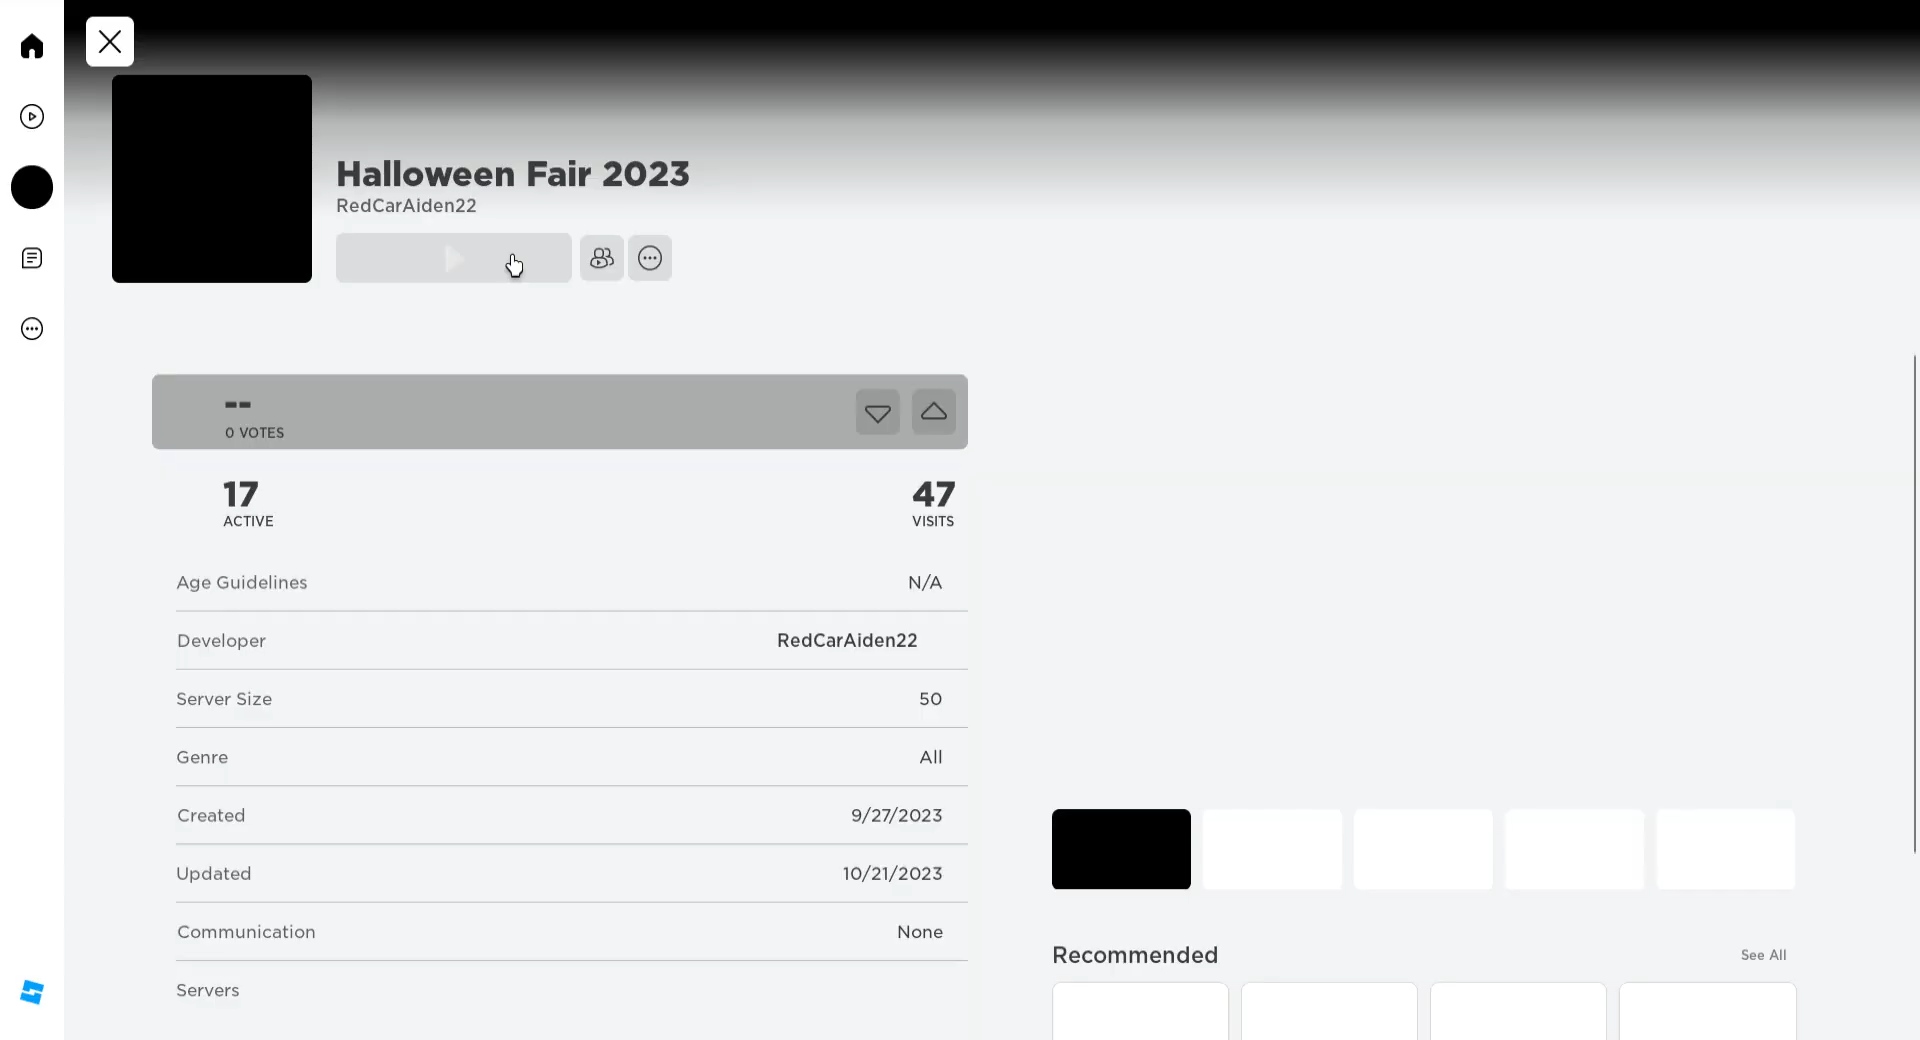 Halloween Fair 2023
RedCarAiden22
--
0 VOTES
17
ACTIVE
47
VISITS
Age Guidelines N/A
Developer RedCarAiden22
Server Size 50
Genre All
Created 9/27/2023
Updated 10/21/2023
Communication None
Servers
Recommended See All